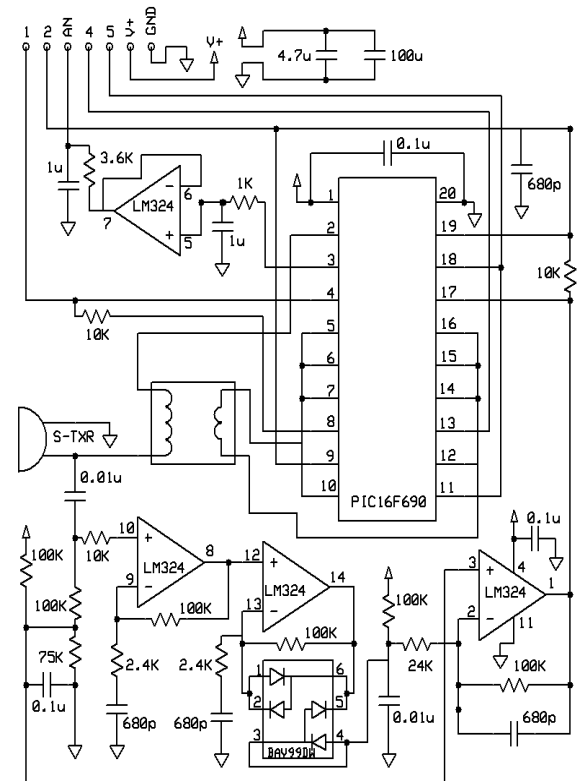 1 2 AN 4 5 V+ GND
V+
4.7u 100u
0.1u
3.6K
1u
LM324
6
7
5
1K
1u
680p
10K
1 20
2 19
3 18
4 17
5 16
6 15
7 14
8 13
9 12
10 11
PIC16F690
10K
S-TXR
0.01u
100K
10K
10
9
8
LM324
100K
100K
75K
0.1u
2.4K
680p
12
13
14
LM324
100K
2.4K
680p
1 6
2 5
3 4
BAV99DW
100K
24K
0.01u
0.1u
3
2
4
1
11
LM324
100K
680p